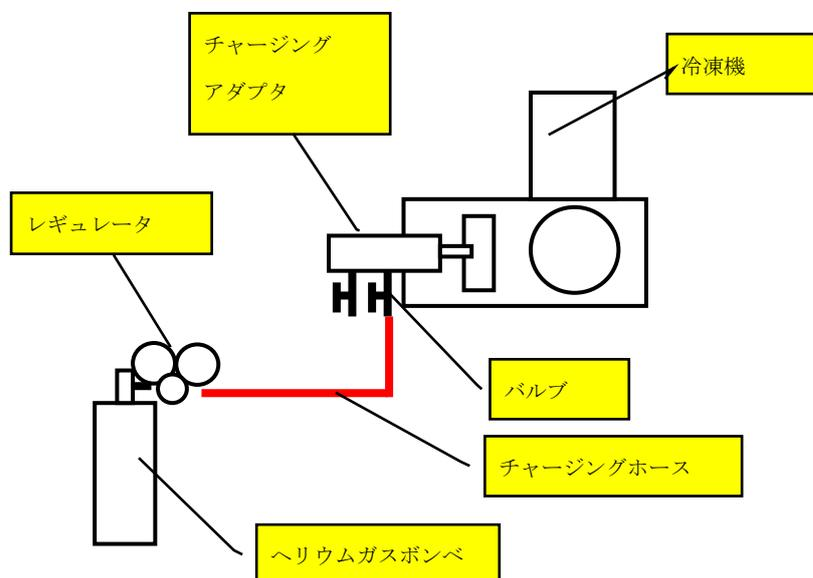 チャージング
アダプタ
冷凍機
レギュレータ
バルブ
チャージングホース
ヘリウムガスボンベ